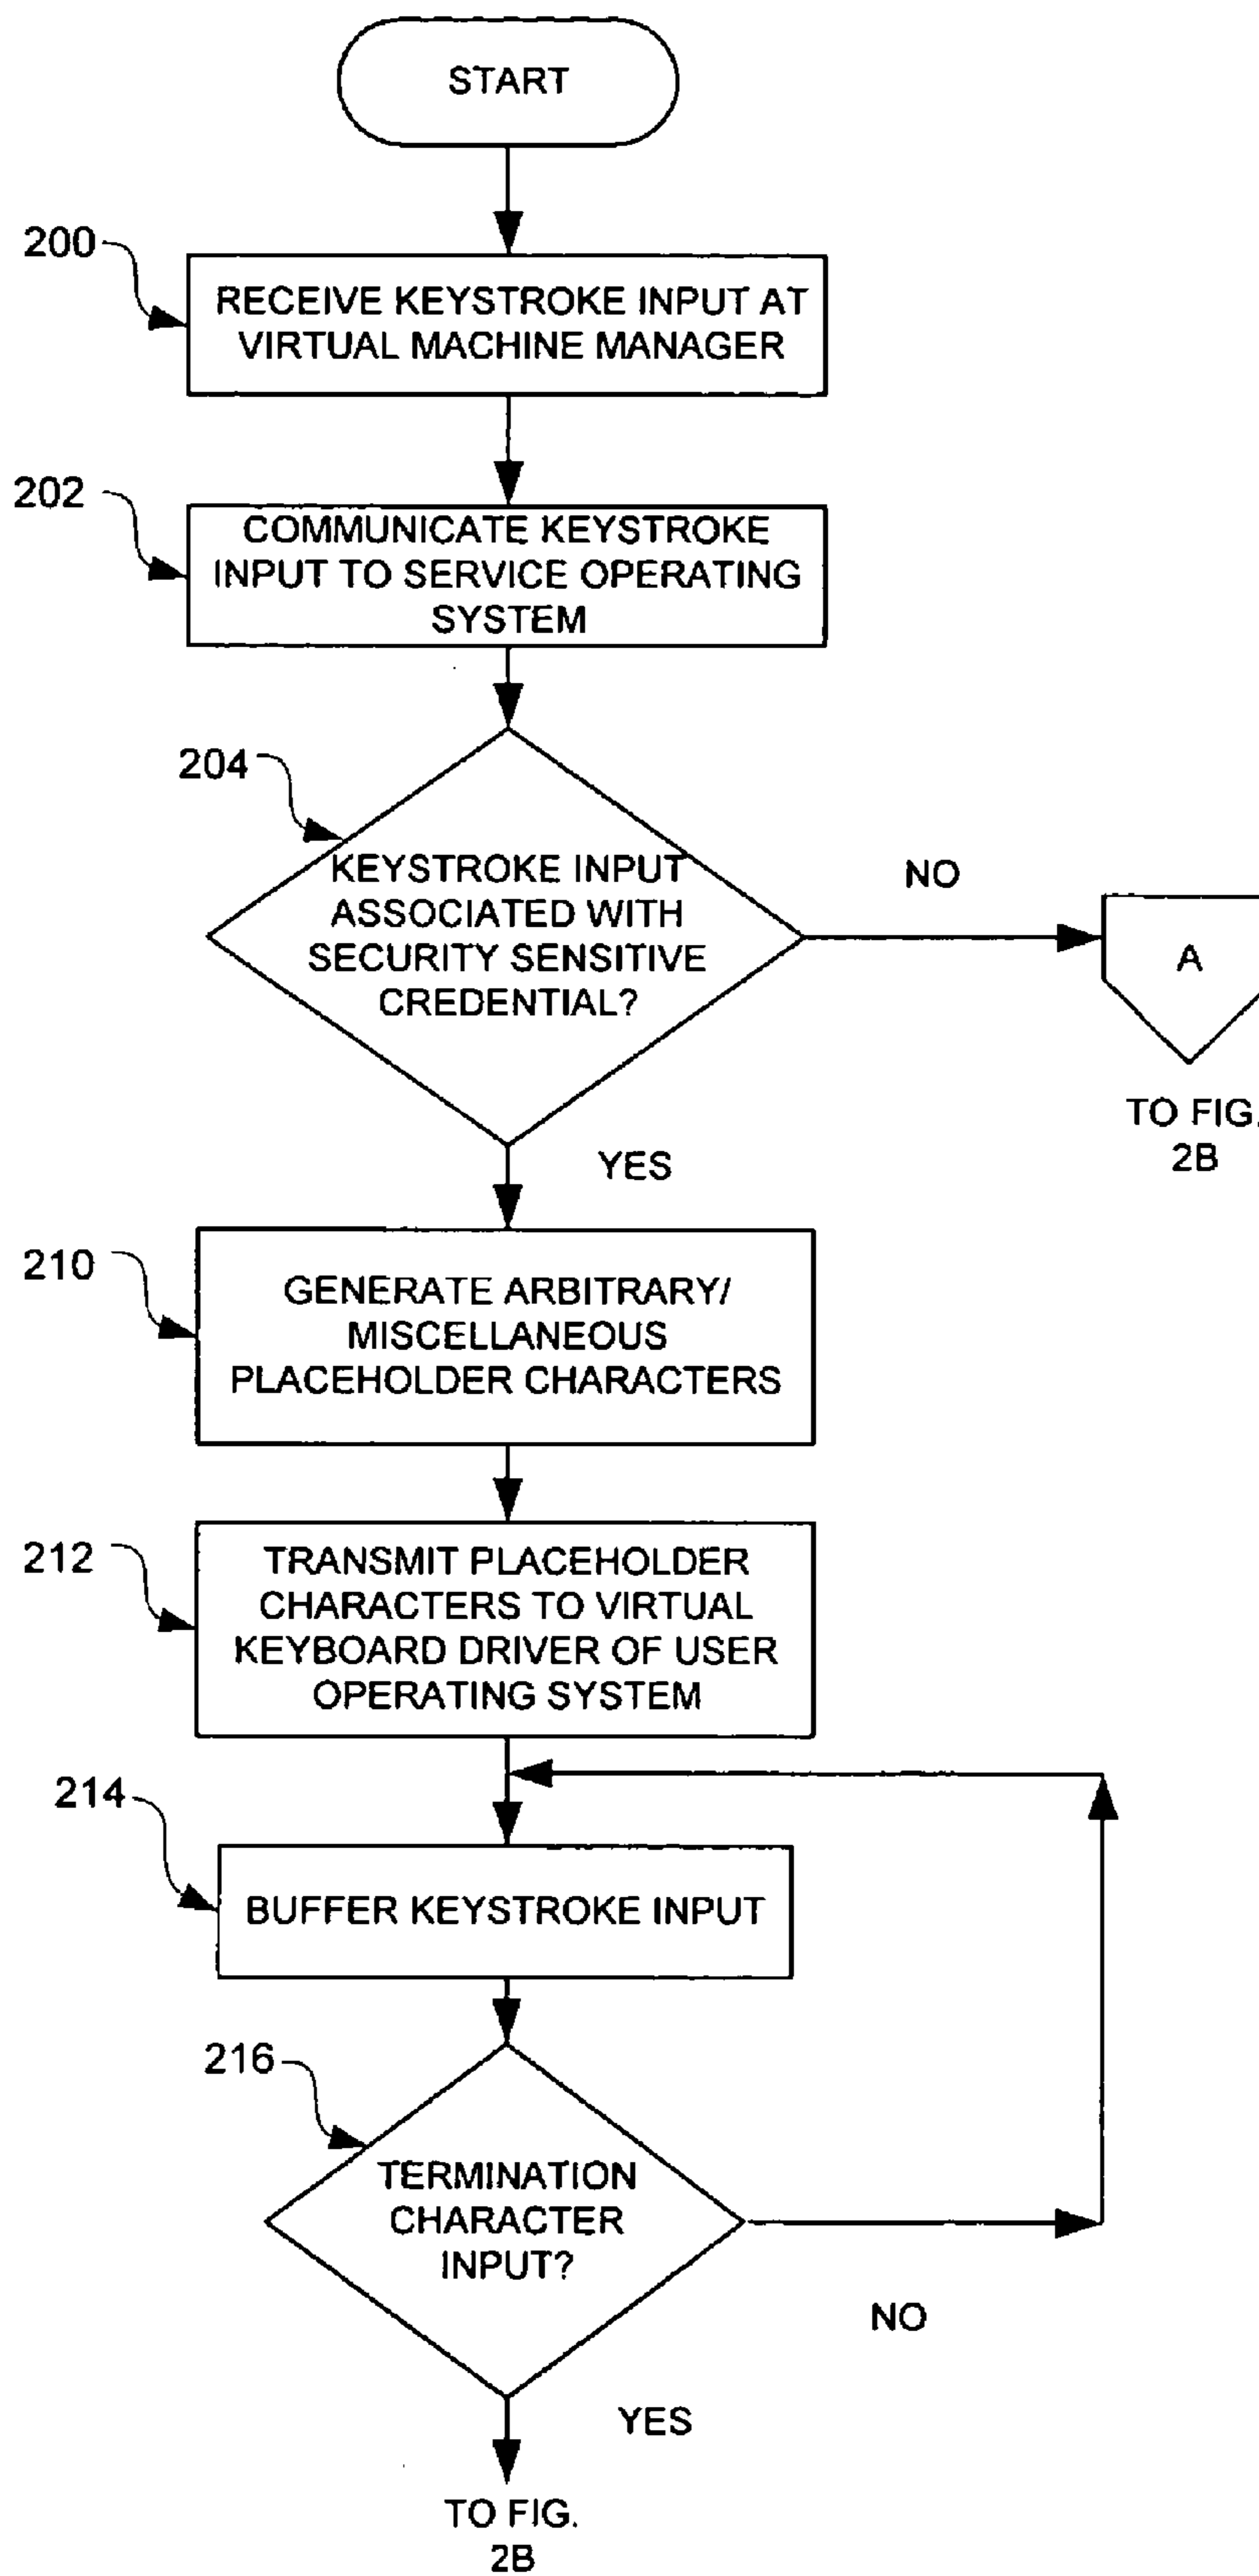 START
200
RECEIVE KEYSTROKE INPUT AT
VIRTUAL MACHINE MANAGER
202
COMMUNICATE KEYSTROKE
INPUT TO SERVICE OPERATING
SYSTEM
204
KEYSTROKE INPUT
ASSOCIATED WITH
SECURITY SENSITIVE
CREDENTIAL?
NO
A
TO FIG.
2B
YES
210
GENERATE ARBITRARY/
MISCELLANEOUS
PLACEHOLDER CHARACTERS
212
TRANSMIT PLACEHOLDER
CHARACTERS TO VIRTUAL
KEYBOARD DRIVER OF USER
OPERATING SYSTEM
214
BUFFER KEYSTROKE INPUT
216
TERMINATION
CHARACTER
INPUT?
NO
YES
TO FIG.
2B